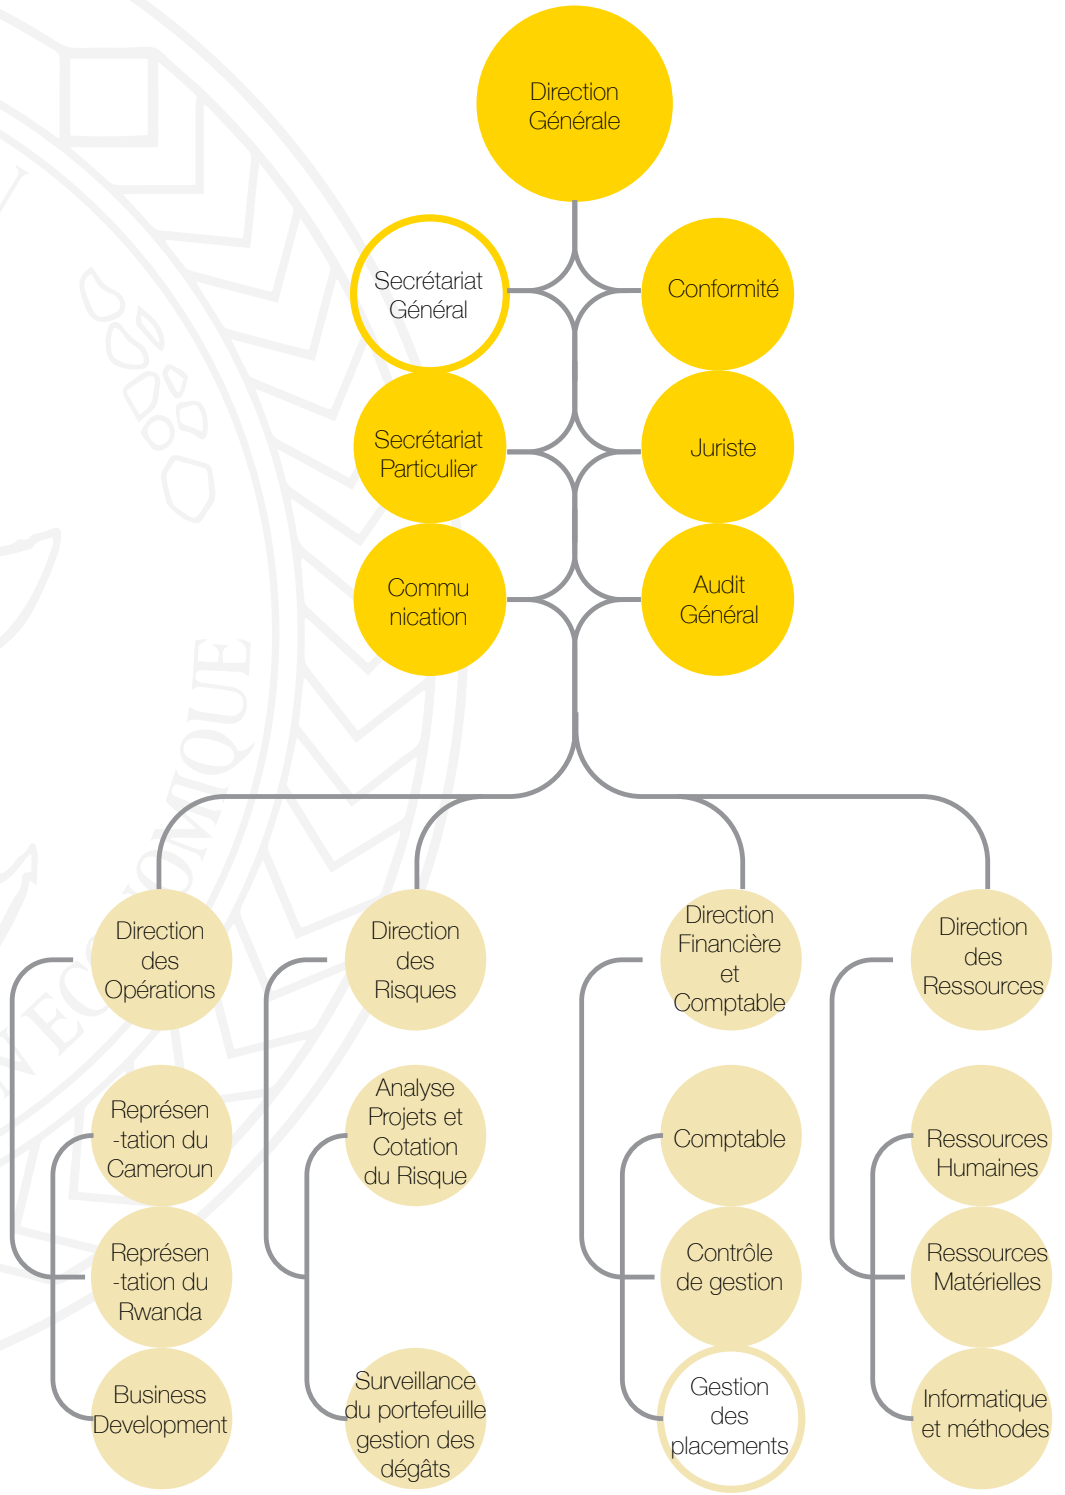 Direction
Générale
Secrétariat
Général
Conformité
Secrétariat
Particulier
Juriste
Commu
nication
Audit
Général
Direction
des
Opérations
Direction
des
Risques
Direction
Financière
et
Comptable
Direction
des
Ressources
Représen
-tation du
Cameroun
Analyse
Projets et
Cotation
du Risque
Comptable
Ressources
Humaines
Représen
-tation du
Rwanda
Contrôle
de gestion
Ressources
Matérielles
Business
Development
Surveillance
du portefeuille
gestion des
dégâts
Gestion
des
placements
Informatique
et méthodes